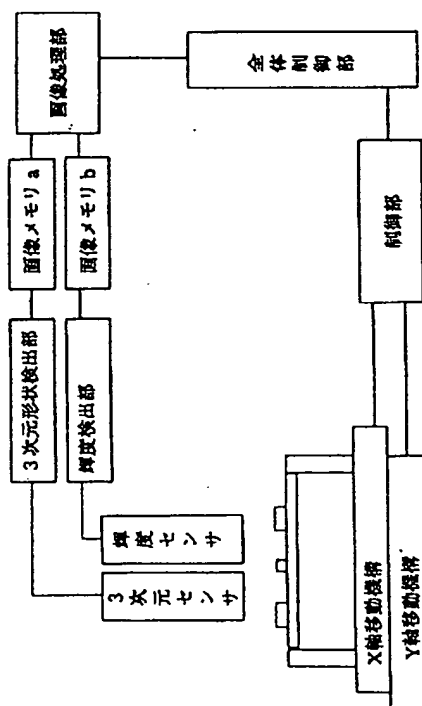 ３次元センサ
輝度センサ
３次元形状検出部
輝度検出部
画像メモリａ
画像メモリｂ
画像処理部
全体制御部
制御部
Ｘ軸移動機構
Ｙ軸移動機構